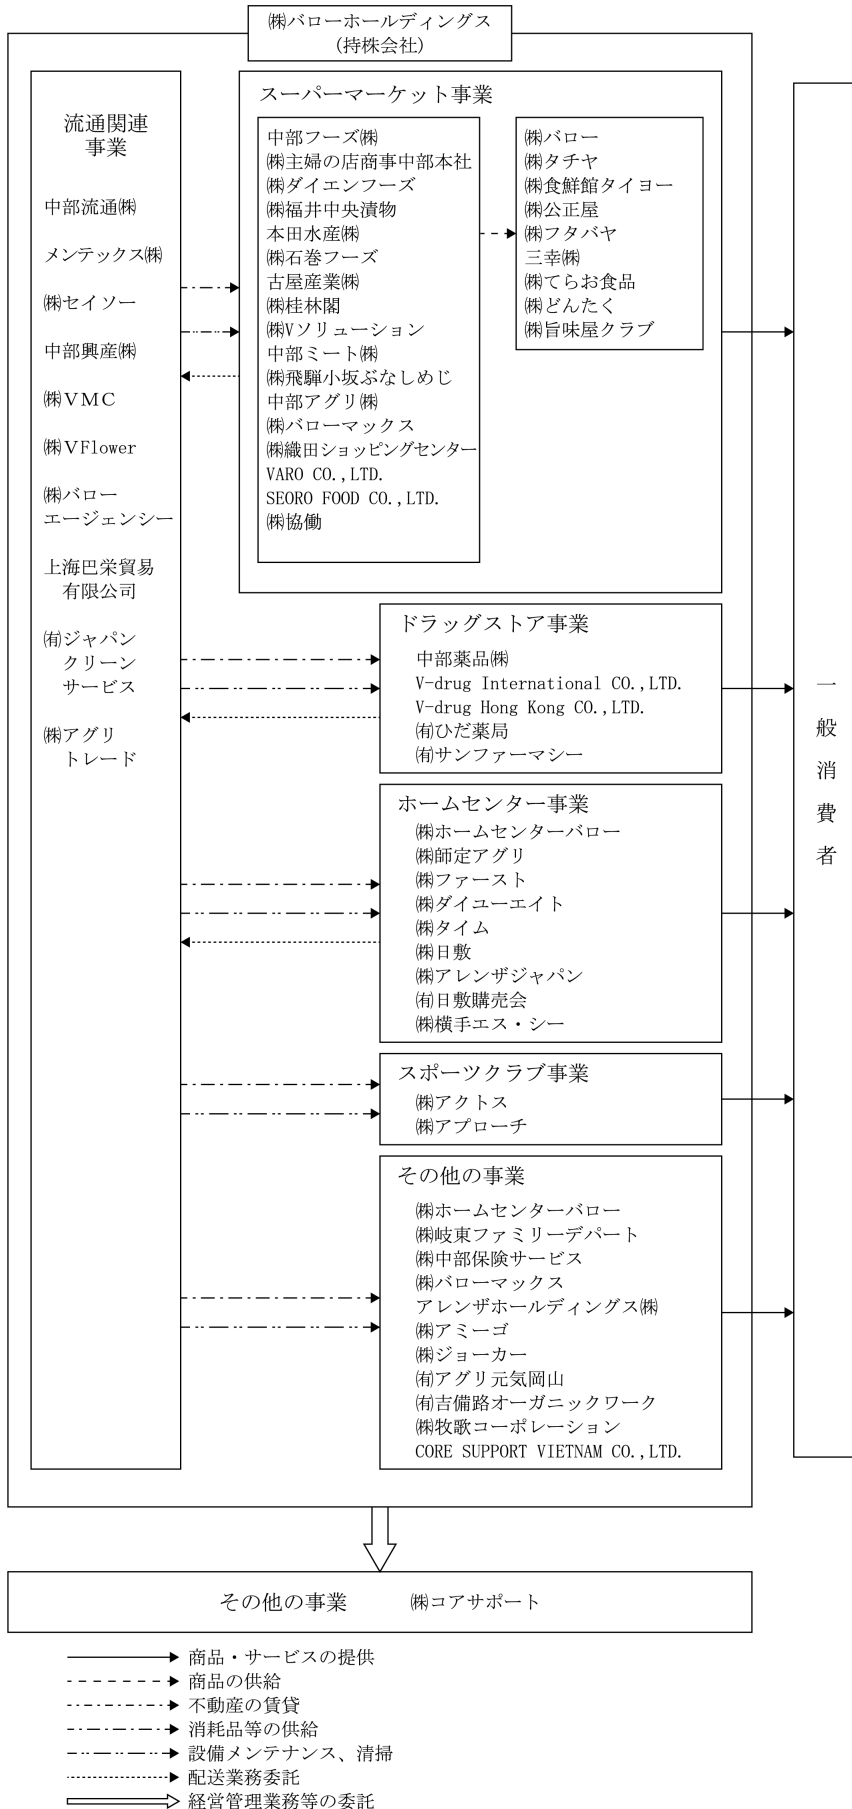 ㈱バローホールディングス
(持株会社)
流通関連
事業
中部流通㈱
メンテックス㈱
㈱セイソー
中部興産㈱
㈱VMC
㈱VFlower
㈱バロー
エージェンシー
上海巴栄貿易
有限公司
㈲ジャパン
クリーン
サービス
㈱アグリ
トレード
スーパーマーケット事業
中部フーズ㈱
㈱主婦の店商事中部本社
㈱ダイエンフーズ
㈱福井中央漬物
本田水産㈱
㈱石巻フーズ
古屋産業㈱
㈱桂林閣
㈱Vソリューション
中部ミート㈱
㈱飛騨小坂ぶなしめじ
中部アグリ㈱
㈱バローマックス
㈱織田ショッピングセンター
VARO CO.,LTD.
SEORO FOOD CO.,LTD.
㈱協働
㈱バロー
㈱タチヤ
㈱食鮮館タイヨー
㈱公正屋
㈱フタバヤ
三幸㈱
㈱てらお食品
㈱どんたく
㈱旨味屋クラブ
ドラッグストア事業
中部薬品㈱
V-drug International CO.,LTD.
V-drug Hong Kong CO.,LTD.
㈲ひだ薬局
㈲サンファーマシー
ホームセンター事業
㈱ホームセンターバロー
㈱師定アグリ
㈱ファースト
㈱ダイユーエイト
㈱タイム
㈱日敷
㈱アレンザジャパン
㈲日敷購売会
㈱横手エス・シー
スポーツクラブ事業
㈱アクトス
㈱アプローチ
その他の事業
㈱ホームセンターバロー
㈱岐東ファミリーデパート
㈱中部保険サービス
㈱バローマックス
アレンザホールディングス㈱
㈱アミーゴ
㈱ジョーカー
㈲アグリ元気岡山
㈲吉備路オーガニックワーク
㈱牧歌コーポレーション
CORE SUPPORT VIETNAM CO.,LTD.
一般消費者
その他の事業 ㈱コアサポート
商品・サービスの提供
商品の供給
不動産の賃貸
消耗品等の供給
設備メンテナンス、清掃
配送業務委託
経営管理業務等の委託